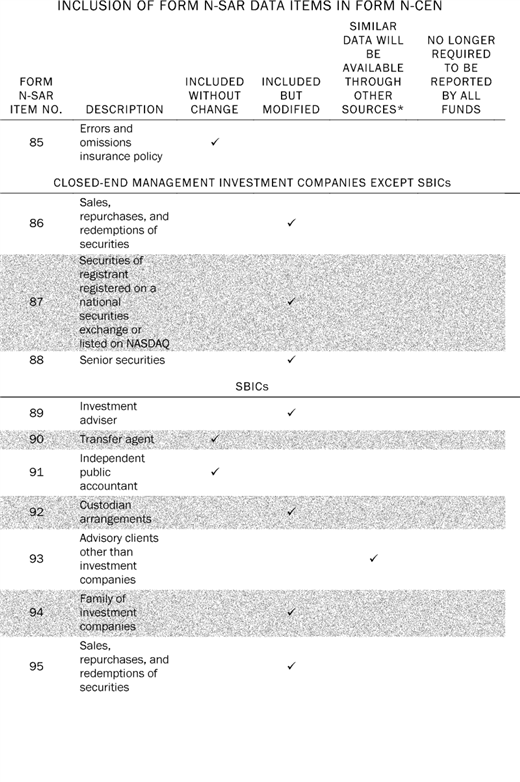 INCLUSION OF FORM N-SAR DATA ITEMS IN FORM N-CEN
FORM N-SAR ITEM NO.
DESCRIPTION
INCLUDED WITHOUT CHANGE
INCLUDED BUT MODIFIED
SIMILAR DATA WILL BE AVAILABLE THROUGH OTHER SOURCES*
NO LONGER REQUIRED TO BE REPORTED BY ALL FUNDS
85
Errors and
omissions
insurance policy
✓
CLOSED-END MANAGEMENT INVESTMENT COMPANIES EXCEPT SBICs
86
Sales,
repurchases, and
redemptions of
securities
✓
87
Securities of
registrant
registered on a
national
securities
exchange or
listed on NASDAQ
✓
88
Senior securities
✓
SBICs
89
Investment
adviser
✓
90
Transfer agent
✓
91
Independent
public
accountant
✓
92
Custodian
arrangements
✓
93
Advisory clients
other than
investment
companies
✓
94
Family of
investment
companies
✓
95
Sales,
repurchases, and
redemptions of
securities
✓